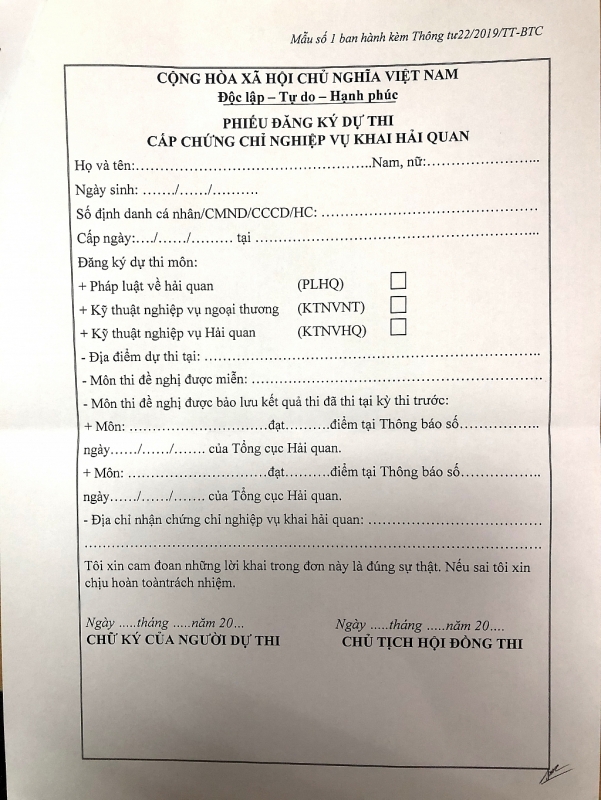 Mẫu số 1 ban hành kèm Thông tư22/2019/TT-BTC
CỘNG HÒA XÃ HỘI CHỦ NGHĨA VIỆT NAM
Độc lập – Tự do – Hạnh phúc
PHIẾU ĐĂNG KÝ DỰ THI
CẤP CHỨNG CHỈ NGHIỆP VỤ KHAI HẢI QUAN
Họ và tên:……………………………………..Nam, nữ:…………………..
Ngày sinh: ……./……/……….
Số định danh cá nhân/CMND/CCCD/HC: ……………………………………
Cấp ngày:…./……/……… tại ………………………………………………..
Đăng ký dự thi môn:
+ Pháp luật về hải quan (PLHQ) ☐
+ Kỹ thuật nghiệp vụ ngoại thương (KTNVNT) ☐
+ Kỹ thuật nghiệp vụ Hải quan (KTNVHQ) ☐
- Địa điểm dự thi tại: ………………………………………………………..
- Môn thi đề nghị được miễn: ………………………………………………
- Môn thi đề nghị được bảo lưu kết quả thi đã thi tại kỳ thi trước:
+ Môn: ……………………..đạt………..điểm tại Thông báo số…………..
ngày……/……/……. của Tổng cục Hải quan.
+ Môn: ……………………..đạt………..điểm tại Thông báo số…………..
ngày……/……/……. của Tổng cục Hải quan.
- Địa chỉ nhận chứng chỉ nghiệp vụ khai hải quan: ……………………………
……………………………………………………………………………
Tôi xin cam đoan những lời khai trong đơn này là đúng sự thật. Nếu sai tôi xin
chịu hoàn toàntrách nhiệm.
Ngày …..tháng …..năm 20… Ngày …..tháng …..năm 20….
CHỮ KÝ CỦA NGƯỜI DỰ THI CHỦ TỊCH HỘI ĐỒNG THI